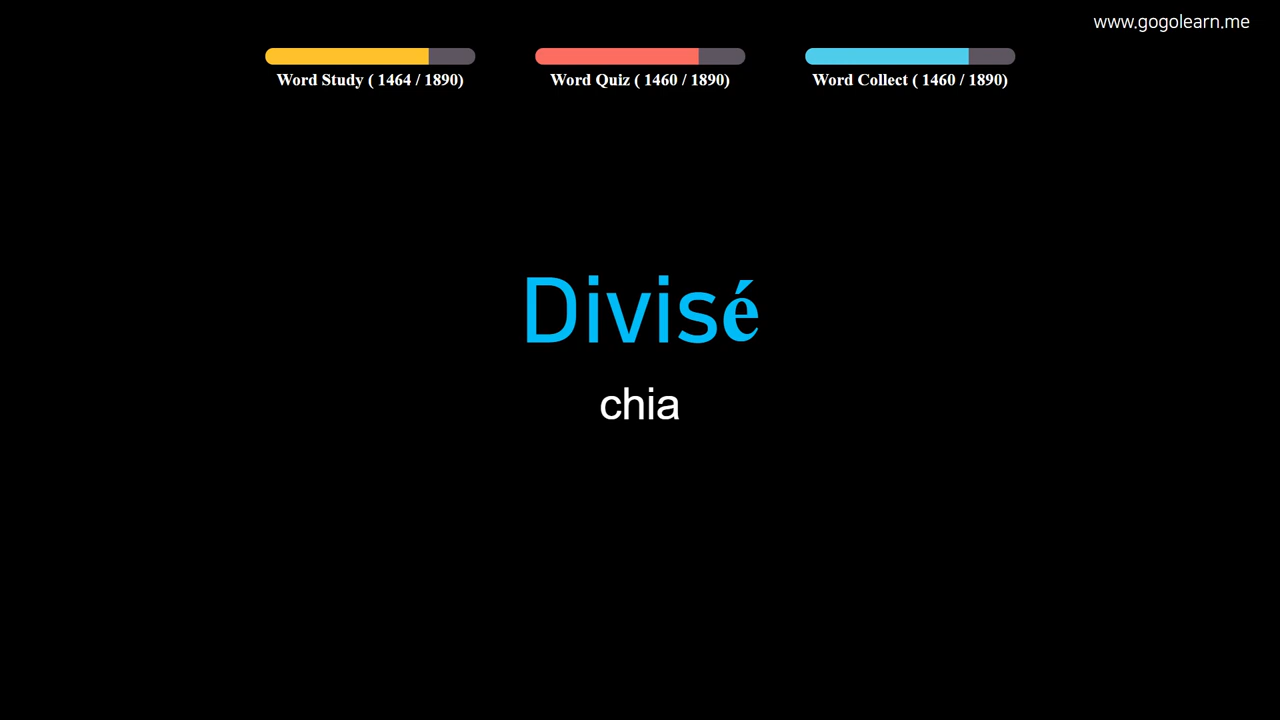 www.gogolearn.me
Word Study ( 1464 / 1890)
Word Quiz ( 1460 / 1890)
Word Collect ( 1460 / 1890)
Divisé
chia